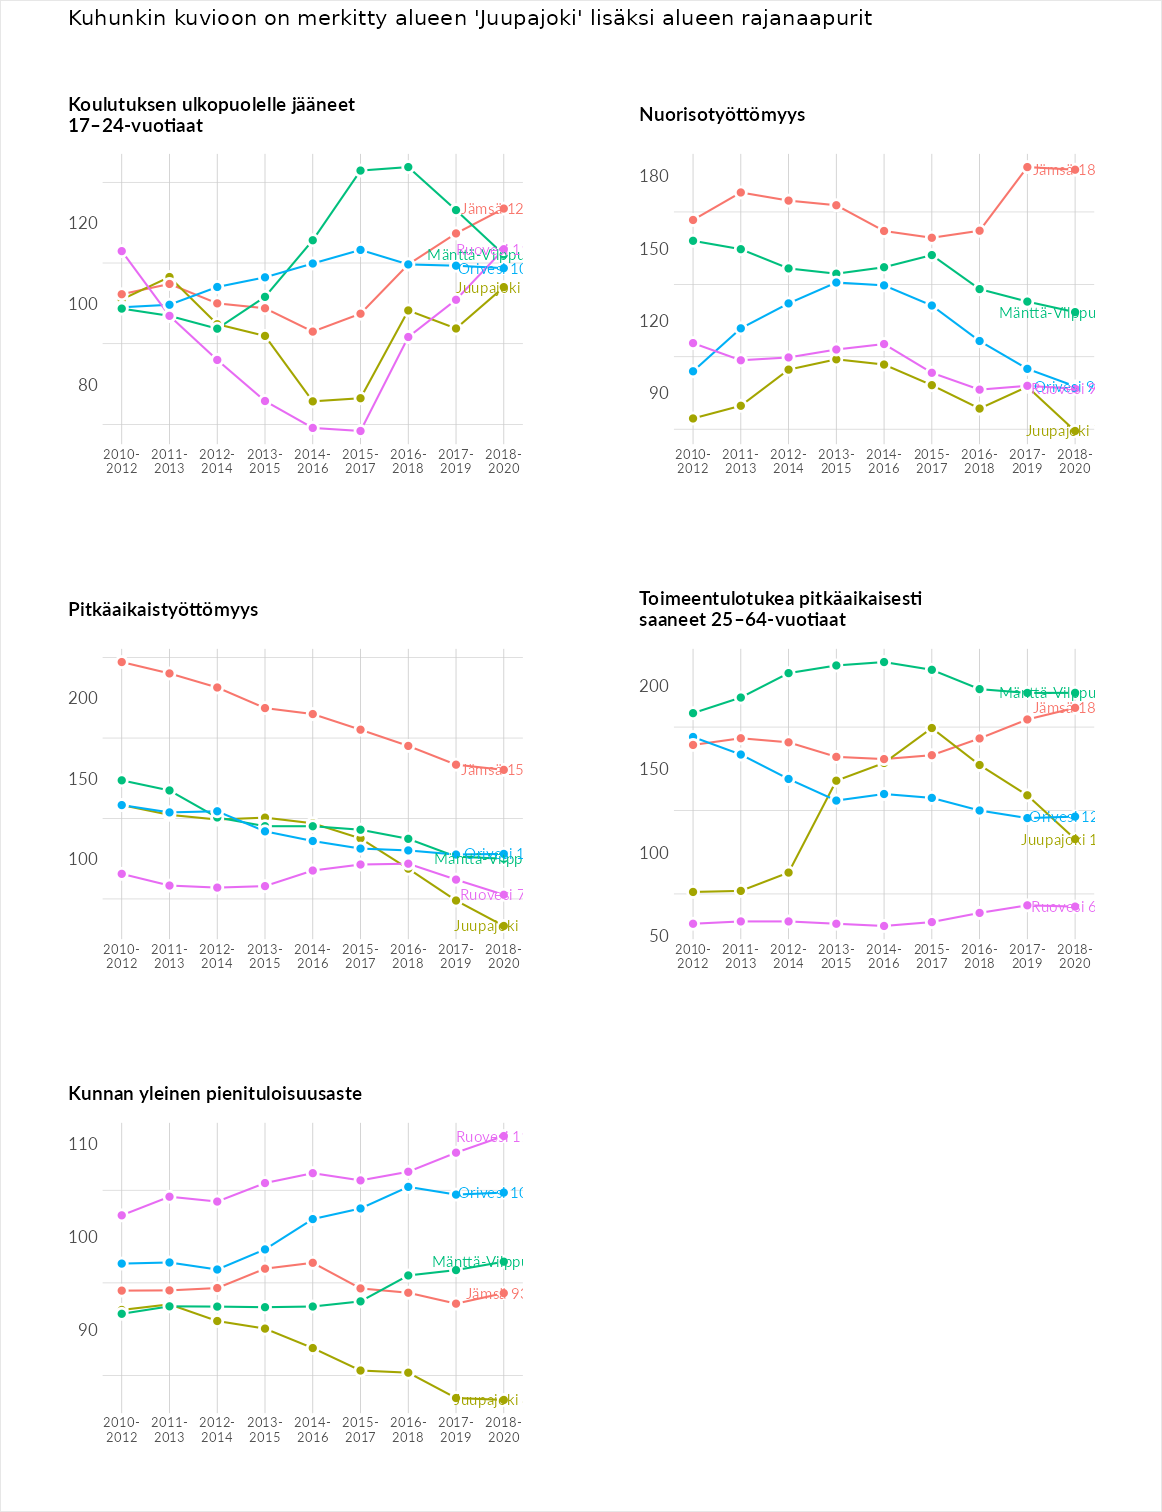 Kuhunkin kuvioon on merkitty alueen 'Juupajoki' lisäksi alueen rajanaapurit
Koulutuksen ulkopuolelle jääneet
17–24-vuotiaat
120
100
80
Jämsä 12
Ruovesi 1
Mänttä-Vilppu
Orivesi 10
Juupajoki
2010- 2011- 2012- 2013- 2014- 2015- 2016- 2017- 2018-
2012 2013 2014 2015 2016 2017 2018 2019 2020
Nuorisotyöttömyys
180
150
120
90
Jämsä 18
Mänttä-Vilppu
Orivesi 9
Ruovesi
Juupajoki
2010- 2011- 2012- 2013- 2014- 2015- 2016- 2017- 2018-
2012 2013 2014 2015 2016 2017 2018 2019 2020
Pitkäaikaistyöttömyys
200
150
100
Jämsä 15
Orivesi 1
Mänttä-Vilpp
Ruovesi 7
Juupajoki
2010- 2011- 2012- 2013- 2014- 2015- 2016- 2017- 2018-
2012 2013 2014 2015 2016 2017 2018 2019 2020
Toimeentulotukea pitkäaikaisesti
saaneet 25–64-vuotiaat
200
150
100
50
Mänttä-Vilppu
Jämsä 18
Orivesi 12
Juupajoki 1
Ruovesi 6
2010- 2011- 2012- 2013- 2014- 2015- 2016- 2017- 2018-
2012 2013 2014 2015 2016 2017 2018 2019 2020
Kunnan yleinen pienituloisuusaste
110
100
90
Ruovesi 1
Orivesi 10
Mänttä-Vilppu
Jämsä 93
Juupajoki
2010- 2011- 2012- 2013- 2014- 2015- 2016- 2017- 2018-
2012 2013 2014 2015 2016 2017 2018 2019 2020